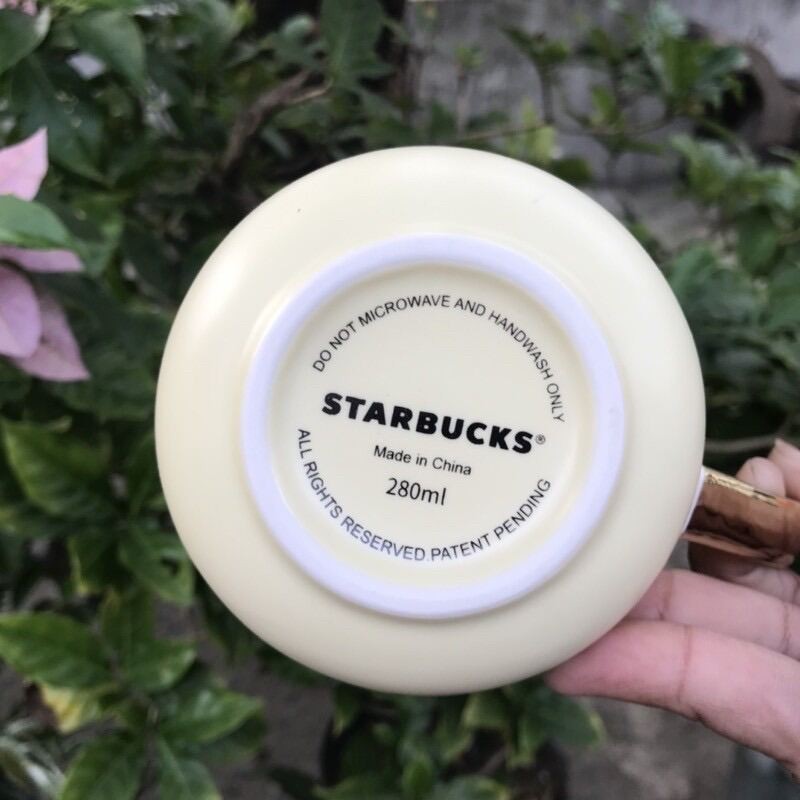 DO NOT MICROWAVE AND HANDWASH ONLY
STARBUCKS®
Made in China
280ml
ALL RIGHTS RESERVED.PATENT PENDING